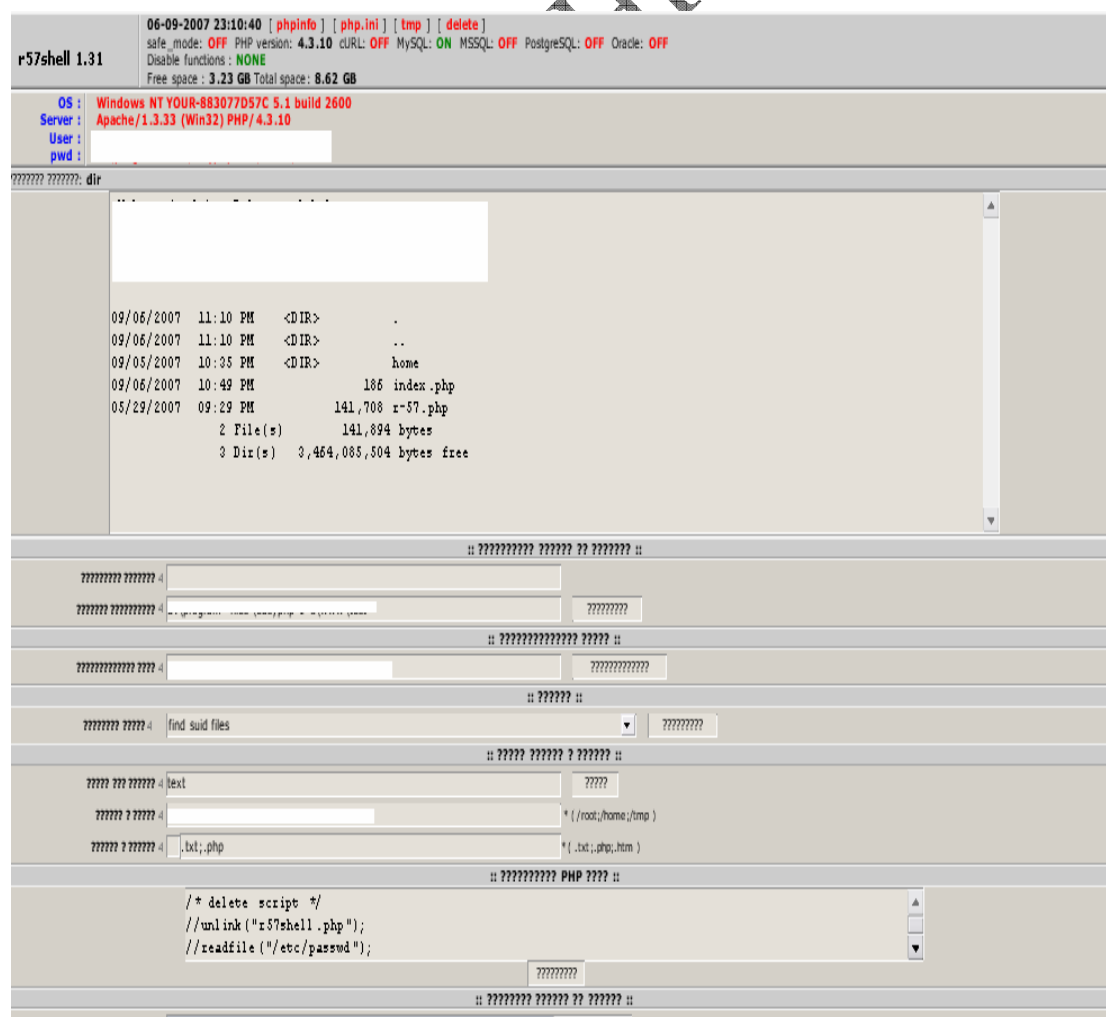 06-09-2007 23:10:40 [ phpinfo ] [ php.ini ] [ tmp ] [ delete ]
safe_mode: OFF PHP version: 4.3.10 cURL: OFF MySQL: ON MSSQL: OFF PostgreSQL: OFF Oracle: OFF
r57shell 1.31
Disable functions : NONE
Free space : 3.23 GB Total space: 8.62 GB
OS : Windows NT YOUR-883077D57C 5.1 build 2600
Server : Apache/1.3.33 (Win32) PHP/4.3.10
User :
pwd :
??????? ???????: dir
09/06/2007 11:10 PM <DIR> .
09/06/2007 11:10 PM <DIR> ..
09/05/2007 10:35 PM <DIR> home
09/06/2007 10:49 PM 186 index.php
05/29/2007 09:29 PM 141,708 r-57.php
2 File(s) 141,894 bytes
3 Dir(s) 3,464,085,504 bytes free
:: ?????????? ?????? ?? ??????? ::
????????? ???????
??????? ?????????? ?????????
:: ?????????????? ????? ::
????????????? ???? ?????????????
:: ?????? ::
???????? ????? find suid files ?????????
:: ????? ?????? ? ?????? ::
????? ??? ?????? text ?????
?????? ? ????? * ( /root;/home;/tmp )
?????? ? ?????? .txt;.php * ( .txt;.php;.htm )
:: ?????????? PHP ???? ::
/* delete script */
//unlink("r57shell.php");
//readfile("/etc/passwd");
?????????
:: ???????? ?????? ?? ?????? ::